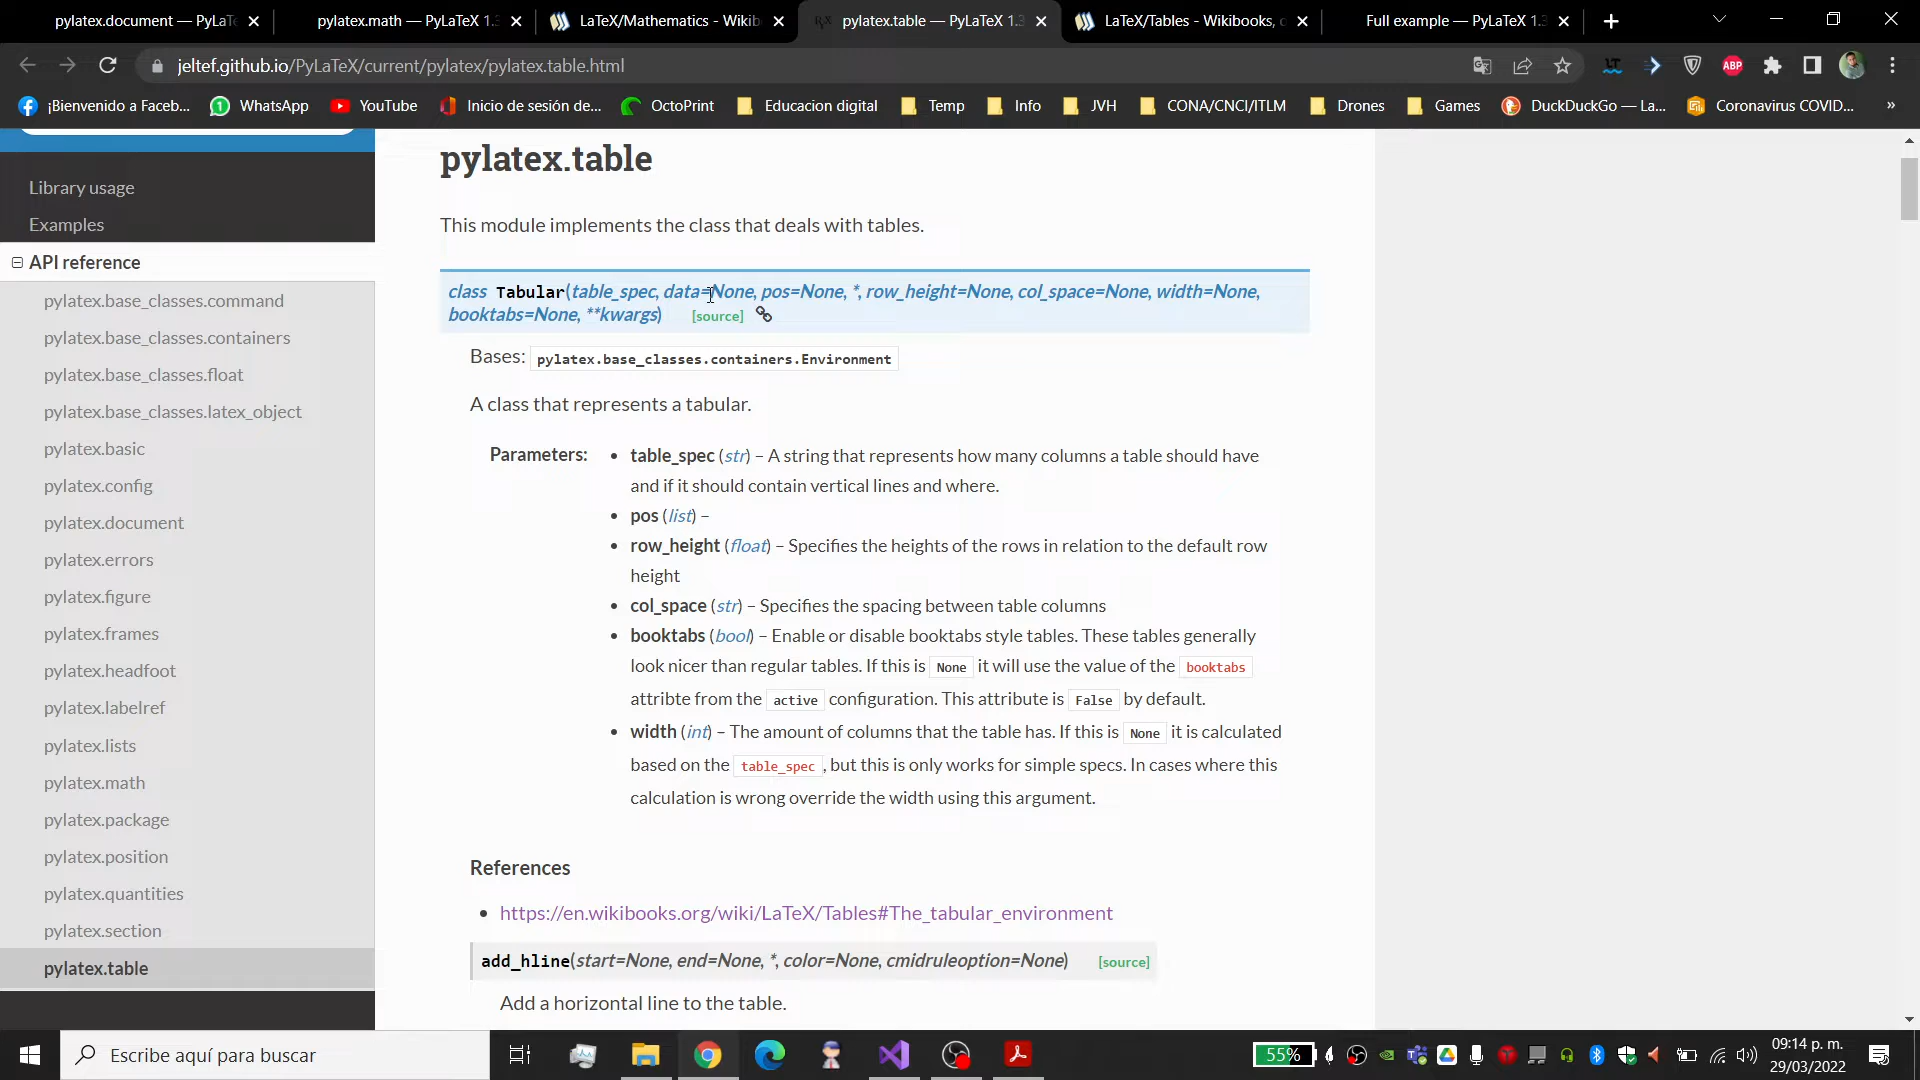 pylatex.document — PyLaT
pylatex.math — PyLaTeX 1.3
LaTeX/Mathematics - Wikib
pylatex.table — PyLaTeX 1.3
LaTeX/Tables - Wikibooks, o
Full example — PyLaTeX 1.3
jeltef.github.io/PyLaTeX/current/pylatex/pylatex.table.html
ABP
¡Bienvenido a Faceb...
WhatsApp
YouTube
Inicio de sesión de...
OctoPrint
Educacion digital
Temp
Info
JVH
CONA/CNCI/ITLM
Drones
Games
DuckDuckGo — La...
Coronavirus COVID...
»
Library usage
Examples
API reference
pylatex.base_classes.command
pylatex.base_classes.containers
pylatex.base_classes.float
pylatex.base_classes.latex_object
pylatex.basic
pylatex.config
pylatex.document
pylatex.errors
pylatex.figure
pylatex.frames
pylatex.headfoot
pylatex.labelref
pylatex.lists
pylatex.math
pylatex.package
pylatex.position
pylatex.quantities
pylatex.section
pylatex.table
pylatex.table
This module implements the class that deals with tables.
class Tabular(table_spec, data=None, pos=None, *, row_height=None, col_space=None, width=None,
booktabs=None, **kwargs) [source]
Bases: pylatex.base_classes.containers.Environment
A class that represents a tabular.
Parameters:
• table_spec (str) – A string that represents how many columns a table should have
and if it should contain vertical lines and where.
• pos (list) –
• row_height (float) – Specifies the heights of the rows in relation to the default row
height
• col_space (str) – Specifies the spacing between table columns
• booktabs (bool) – Enable or disable booktabs style tables. These tables generally
look nicer than regular tables. If this is None it will use the value of the booktabs
attribte from the active configuration. This attribute is False by default.
• width (int) – The amount of columns that the table has. If this is None it is calculated
based on the table_spec , but this is only works for simple specs. In cases where this
calculation is wrong override the width using this argument.
References
• https://en.wikibooks.org/wiki/LaTeX/Tables#The_tabular_environment
add_hline(start=None, end=None, *, color=None, cmidruleoption=None) [source]
Add a horizontal line to the table.
Escribe aquí para buscar
55%
09:14 p. m.
29/03/2022